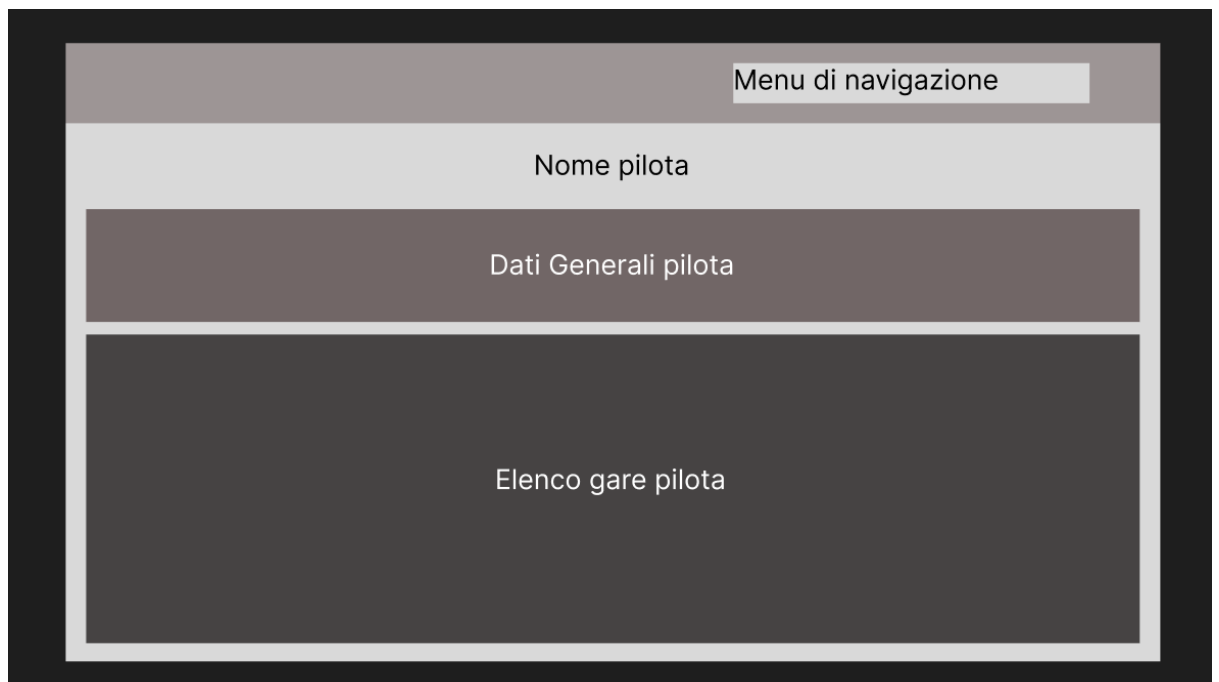 Menu di navigazione
Nome pilota
Dati Generali pilota
Elenco gare pilota